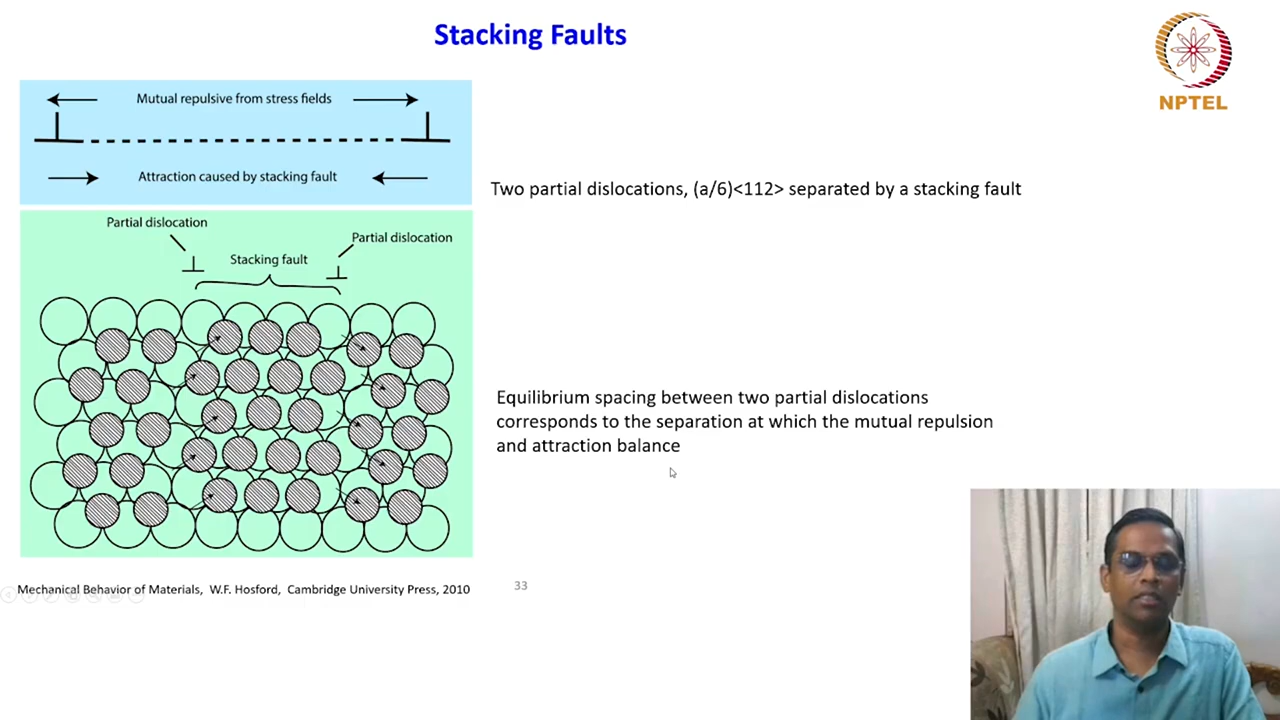 Stacking Faults
NPTEL
Mutual repulsive from stress fields
Attraction caused by stacking fault
Two partial dislocations, (a/6)<112> separated by a stacking fault
Partial dislocation
Partial dislocation
Stacking fault
Equilibrium spacing between two partial dislocations
corresponds to the separation at which the mutual repulsion
and attraction balance
Mechanical Behavior of Materials, W.F. Hosford, Cambridge University Press, 2010
33